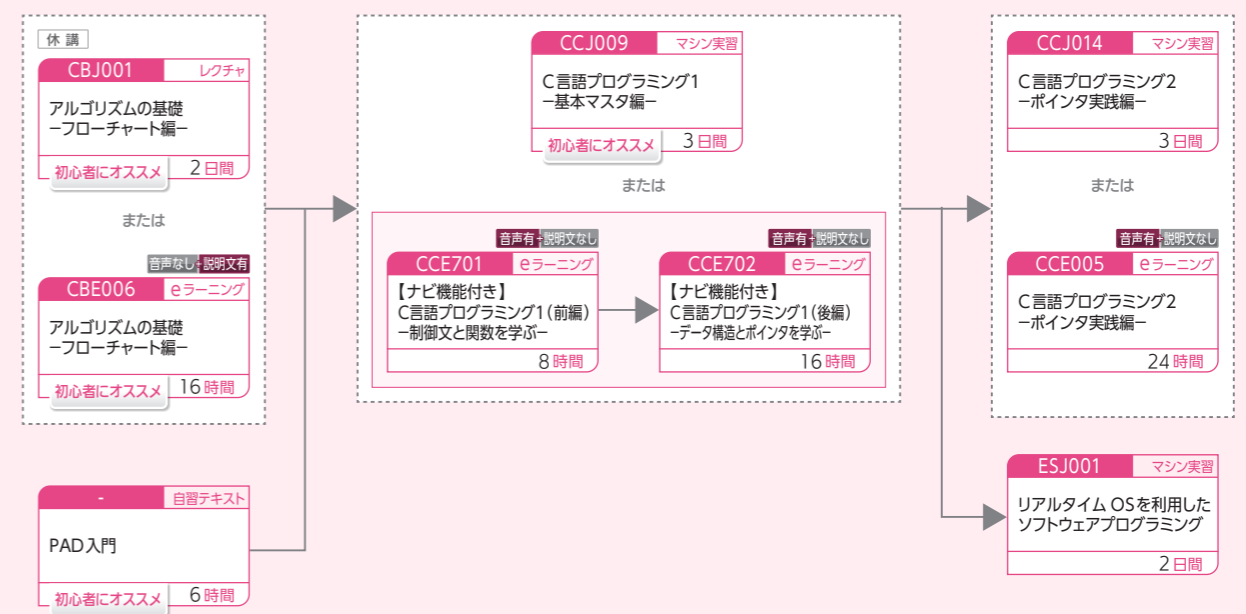 休 講
CBJ001 レクチャ
アルゴリズムの基礎
ーフローチャート編ー
初心者にオススメ 2日間
または
音声なし+説明文有
CBE006 eラーニング
アルゴリズムの基礎
ーフローチャート編ー
初心者にオススメ 16時間
- 自習テキスト
PAD入門
初心者にオススメ 6時間
CCJ009 マシン実習
C言語プログラミング1
ー基本マスタ編ー
初心者にオススメ 3日間
または
音声有+説明文なし
CCE701 eラーニング
【ナビ機能付き】
C言語プログラミング1(前編)
ー制御文と関数を学ぶー
8時間
音声有+説明文なし
CCE702 eラーニング
【ナビ機能付き】
C言語プログラミング1(後編)
ーデータ構造とポインタを学ぶー
16時間
CCJ014 マシン実習
C言語プログラミング2
ーポインタ実践編ー
3日間
または
音声有+説明文なし
CCE005 eラーニング
C言語プログラミング2
ーポインタ実践編ー
24時間
ESJ001 マシン実習
リアルタイム OSを利用した
ソフトウェアプログラミング
2日間